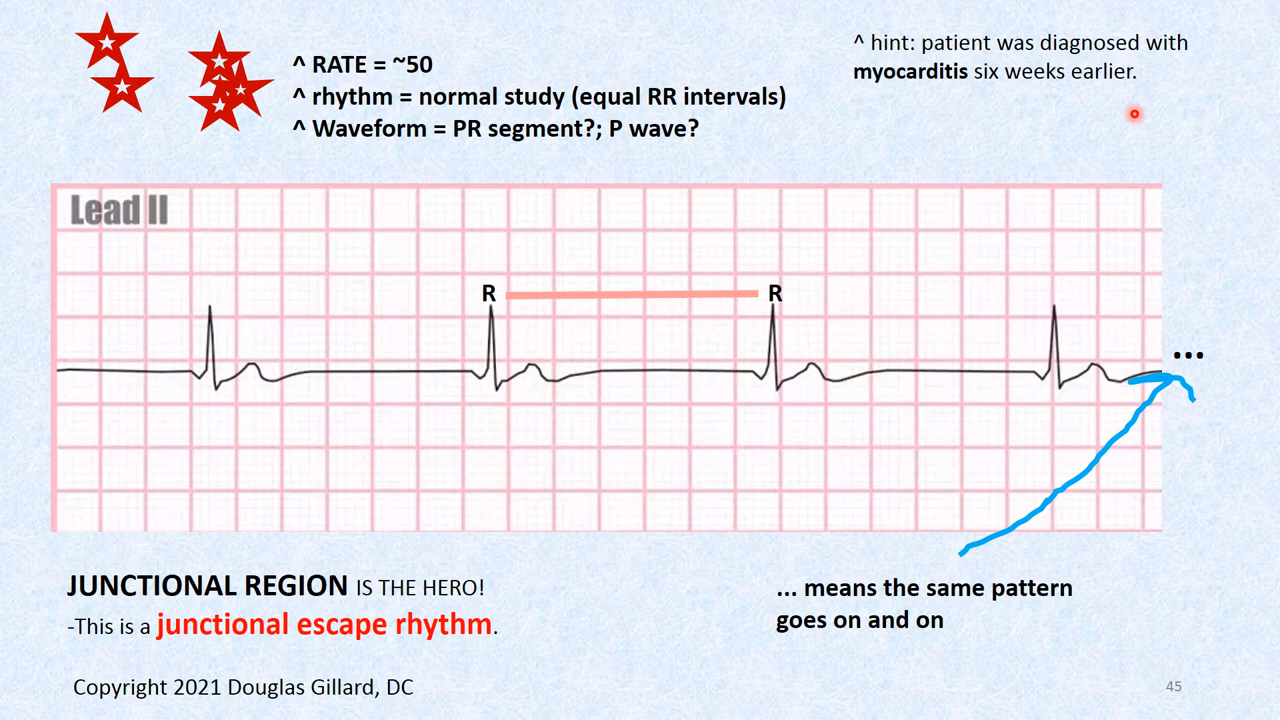 ^ RATE = ~50
^ rhythm = normal study (equal RR intervals)
^ Waveform = PR segment?; P wave?
^ hint: patient was diagnosed with
myocarditis six weeks earlier.
Lead II
R R
...
JUNCTIONAL REGION IS THE HERO!
-This is a junctional escape rhythm.
... means the same pattern
goes on and on
Copyright 2021 Douglas Gillard, DC
45